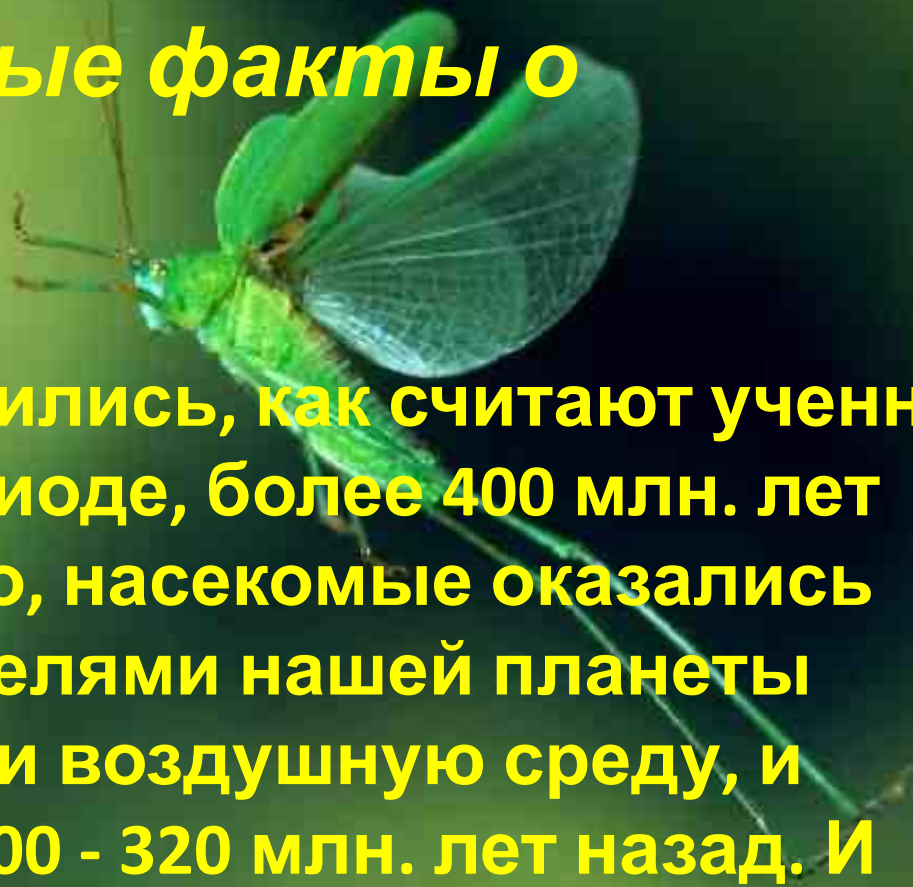 ые факты о
ились, как считают ученн
иоде, более 400 млн. лет
о, насекомые оказались
елями нашей планеты
и воздушную среду, и
00 - 320 млн. лет назад. И